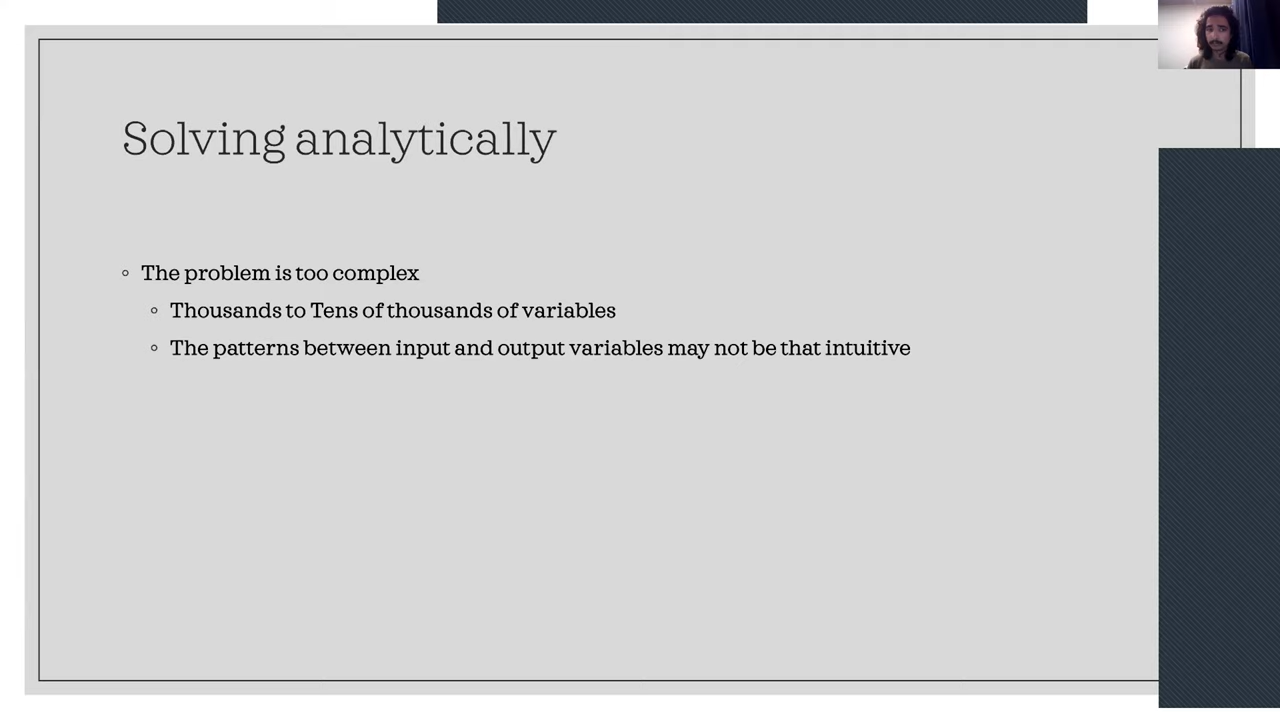 Solving analytically
The problem is too complex
Thousands to Tens of thousands of variables
The patterns between input and output variables may not be that intuitive